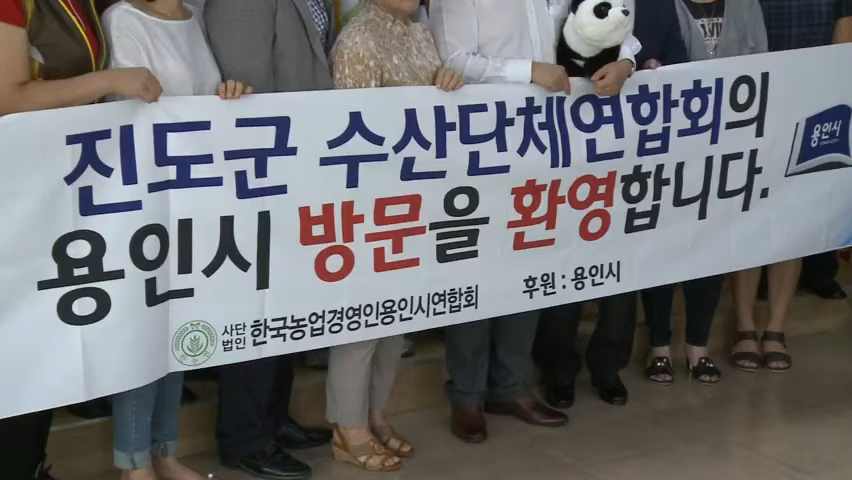 진도군 수산단체연합회의
용인시 방문을 환영합니다.
사단법인 한국농업경영인용인시연합회
후원 : 용인시
용인시